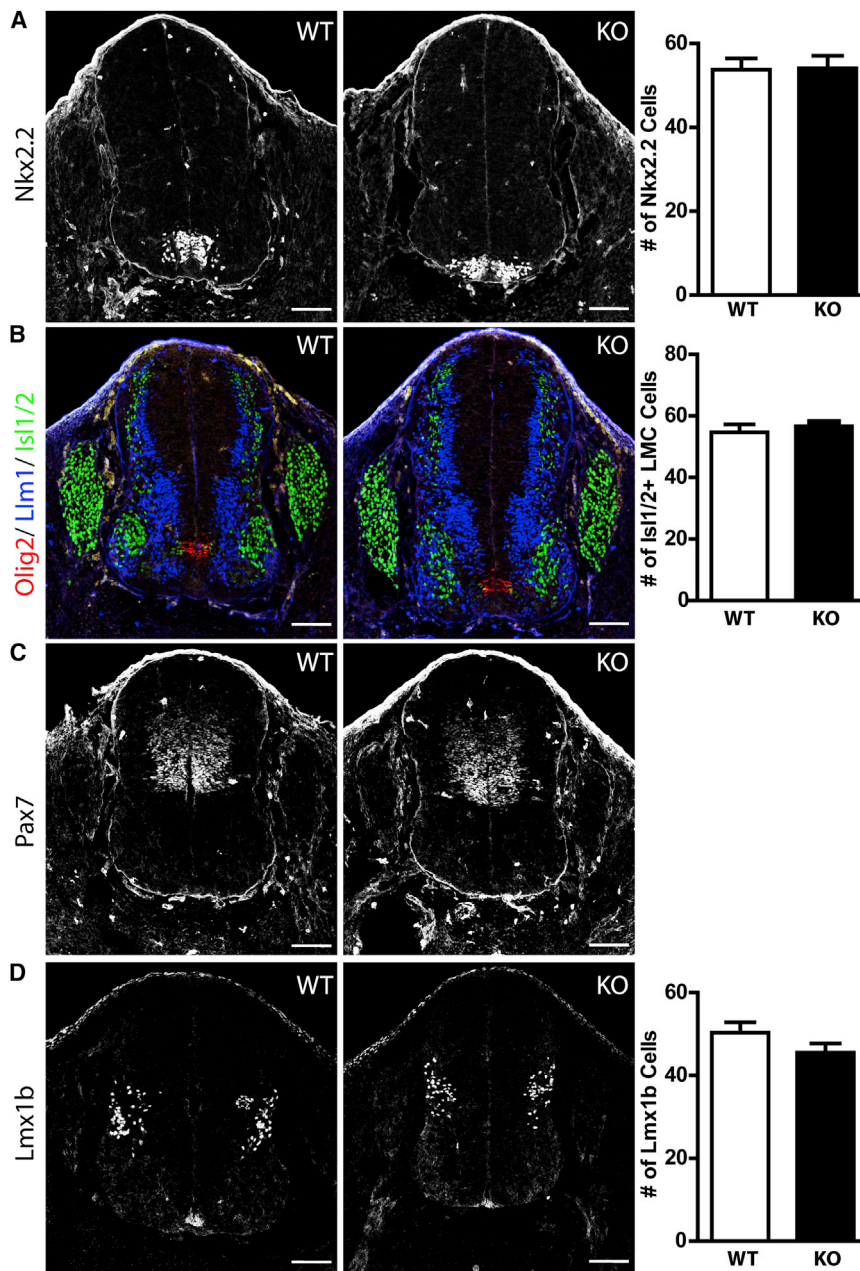 A
WT
KO
Nkx2.2
# of Nkx2.2 Cells
60
40
20
0
WT
KO
B
WT
KO
Olig2/ LIm1/ Isl1/2
# of Isl1/2+ LMC Cells
80
60
40
20
0
WT
KO
C
WT
KO
Pax7
D
WT
KO
Lmx1b
# of Lmx1b Cells
60
40
20
0
WT
KO